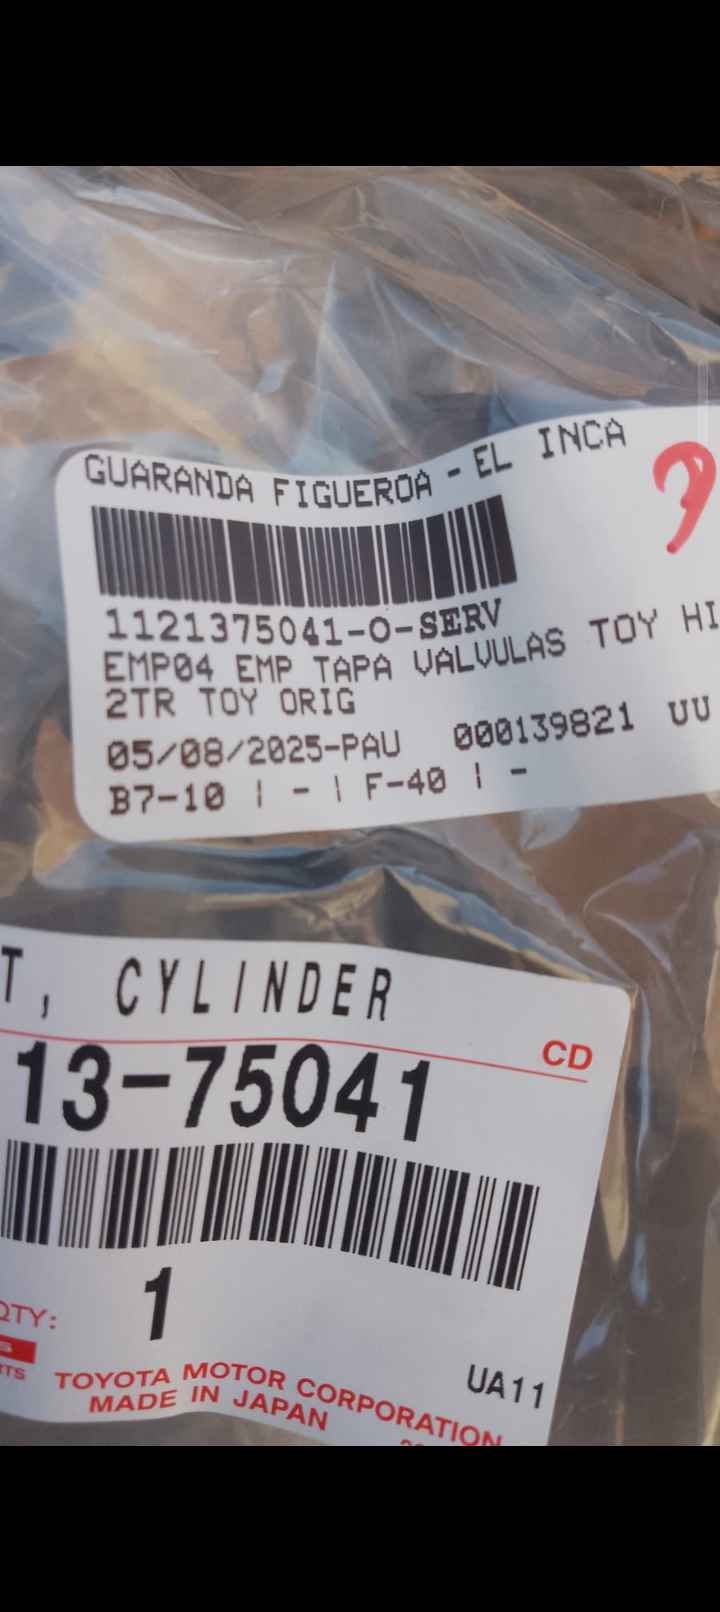 GUARANDA FIGUEROA - EL INCA
1121375041-O-SERV
EMP04 EMP TAPA VALVULAS TOY HI
2TR TOY ORIG
05/08/2025-PAU 000139821 UU
B7-10 | - | F-40 | -
T, CYLINDER
CD
13-75041
QTY: 1
UA11
TOYOTA MOTOR CORPORATION
MADE IN JAPAN